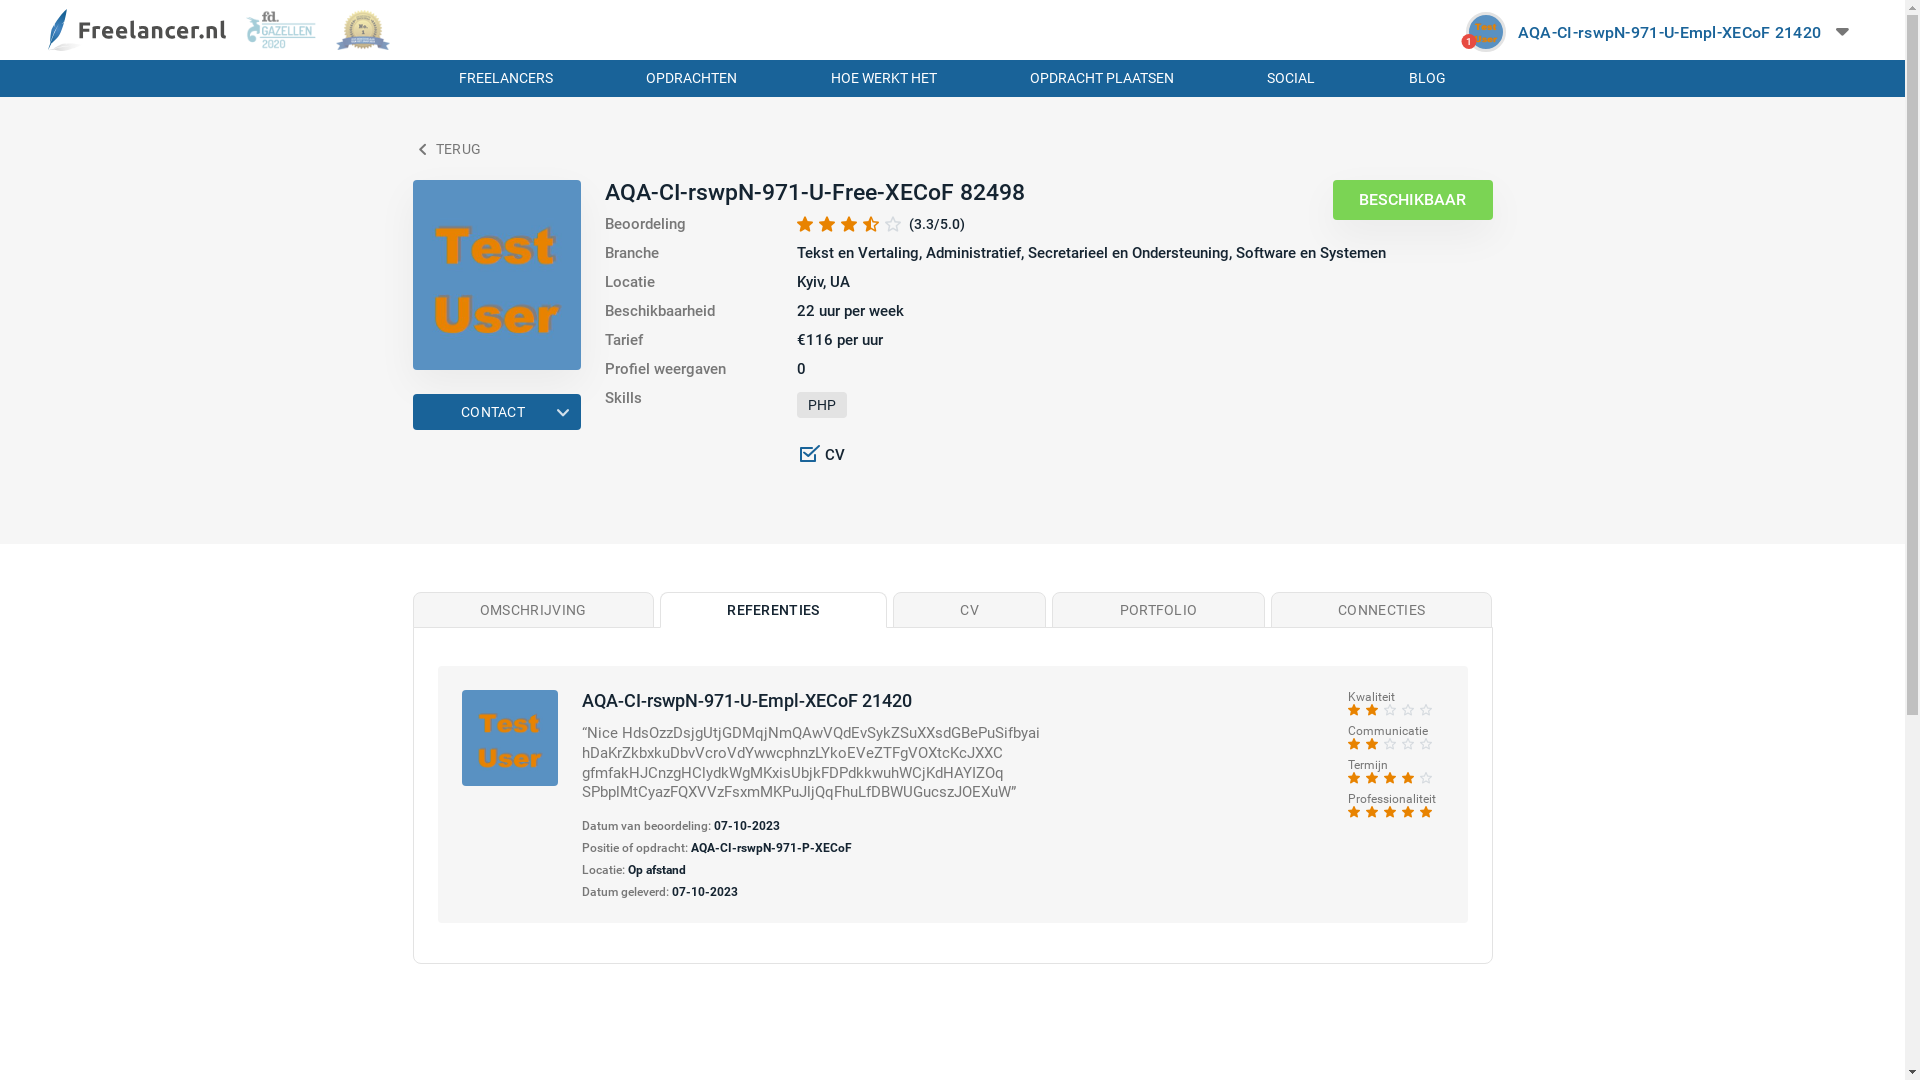 Freelancer.nl
fd.
GAZELLEN
2020
1
AQA-CI-rswpN-971-U-Empl-XECoF 21420
FREELANCERS
OPDRACHTEN
HOE WERKT HET
OPDRACHT PLAATSEN
SOCIAL
BLOG
TERUG
Test
User
CONTACT
AQA-CI-rswpN-971-U-Free-XECoF 82498
BESCHIKBAAR
Beoordeling (3.3/5.0)
Branche Tekst en Vertaling, Administratief, Secretarieel en Ondersteuning, Software en Systemen
Locatie Kyiv, UA
Beschikbaarheid 22 uur per week
Tarief €116 per uur
Profiel weergaven 0
Skills PHP
CV
OMSCHRIJVING
REFERENTIES
CV
PORTFOLIO
CONNECTIES
Test
User
AQA-CI-rswpN-971-U-Empl-XECoF 21420
“Nice HdsOzzDsjgUtjGDMqjNmQAwVQdEvSykZSuXXsdGBePuSifbyai
hDaKrZkbxkuDbvVcroVdYwwcphnzLYkoEVeZTFgVOXtcKcJXXC
gfmfakHJCnzgHCIydkWgMKxisUbjkFDPdkkwuhWCjKdHAYIZOq
SPbplMtCyazFQXVVzFsxmMKPuJljQqFhuLfDBWUGucszJOEXuW”
Datum van beoordeling: 07-10-2023
Positie of opdracht: AQA-CI-rswpN-971-P-XECoF
Locatie: Op afstand
Datum geleverd: 07-10-2023
Kwaliteit
Communicatie
Termijn
Professionaliteit